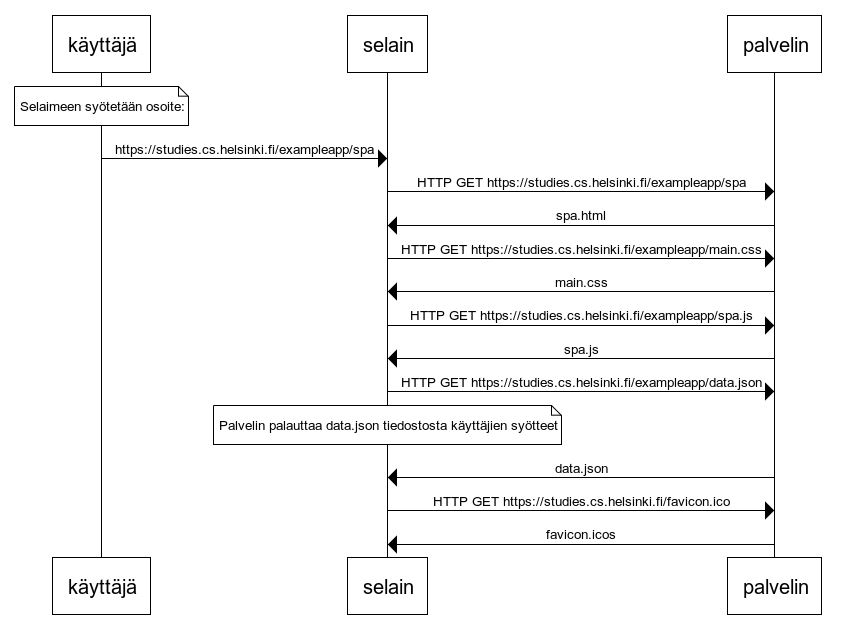 käyttäjä
selain
palvelin
Selaimeen syötetään osoite:
https://studies.cs.helsinki.fi/exampleapp/spa
HTTP GET https://studies.cs.helsinki.fi/exampleapp/spa
spa.html
HTTP GET https://studies.cs.helsinki.fi/exampleapp/main.css
main.css
HTTP GET https://studies.cs.helsinki.fi/exampleapp/spa.js
spa.js
HTTP GET https://studies.cs.helsinki.fi/exampleapp/data.json
Palvelin palauttaa data.json tiedostosta käyttäjien syötteet
data.json
HTTP GET https://studies.cs.helsinki.fi/favicon.ico
favicon.icos
käyttäjä
selain
palvelin